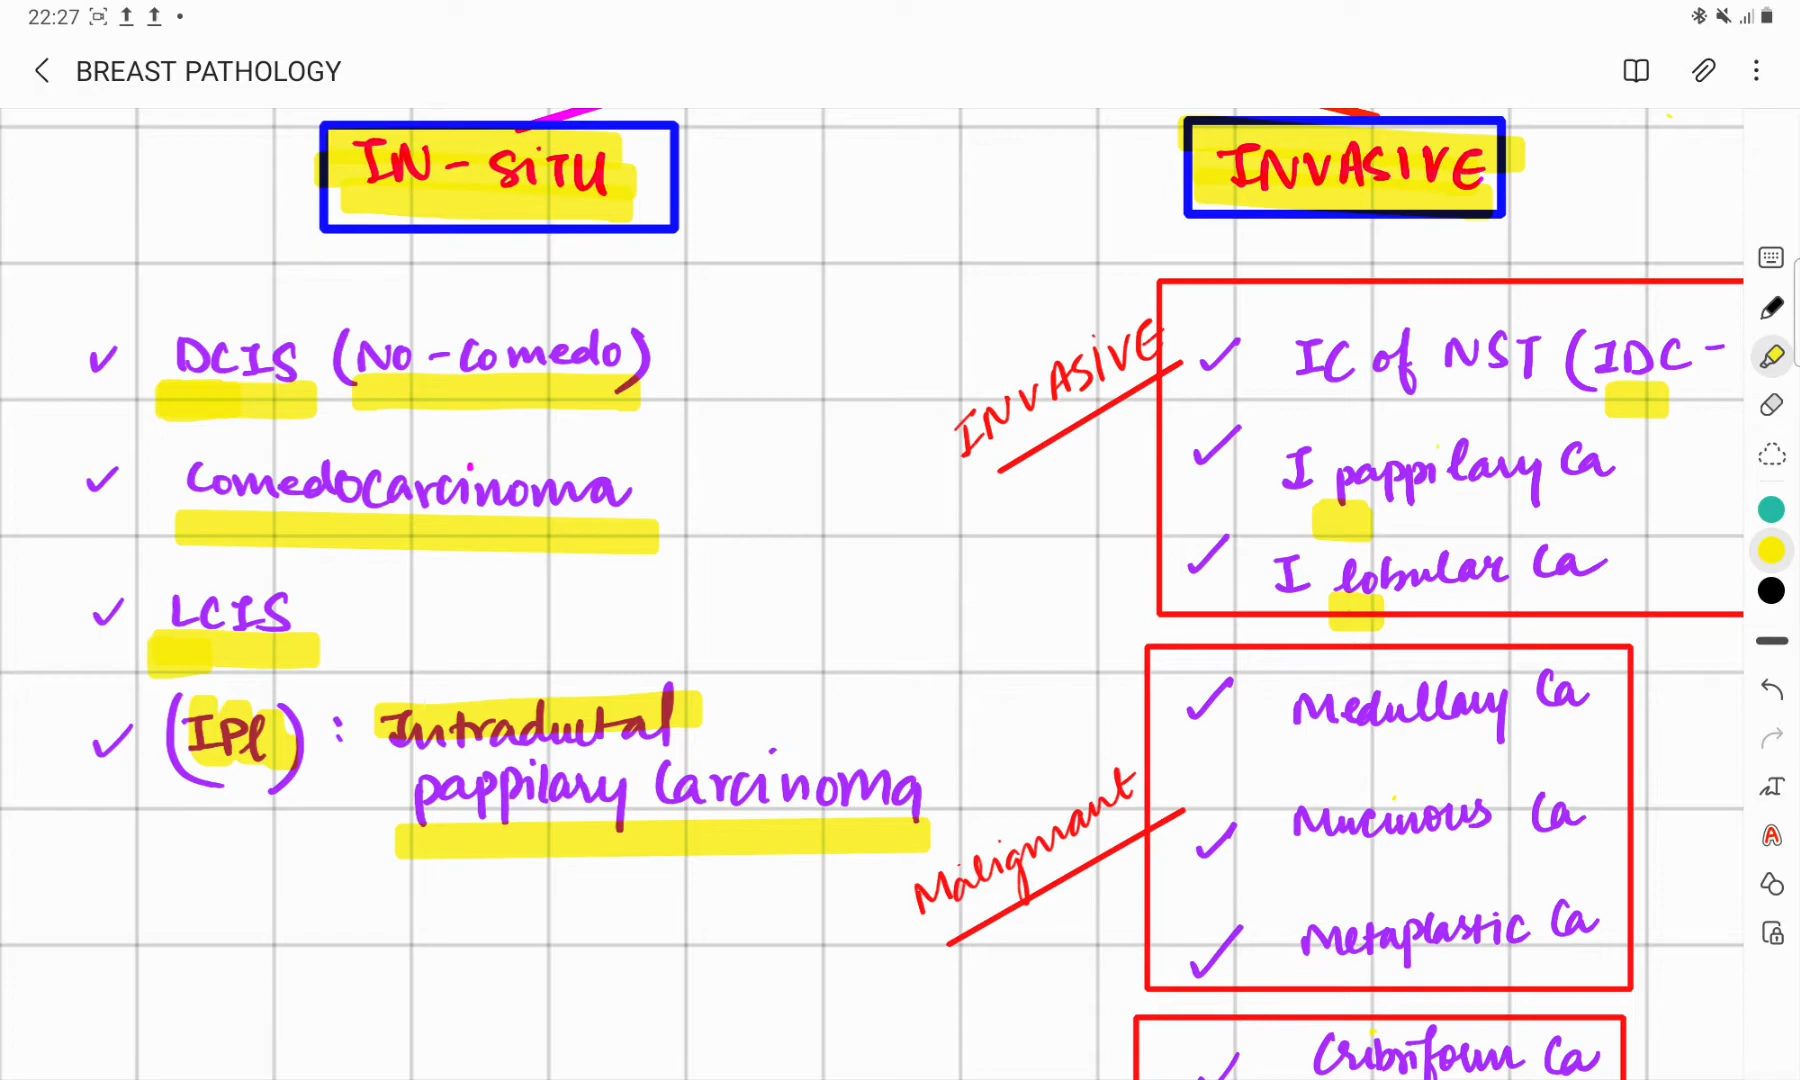 22:27
BREAST PATHOLOGY
IN-SITU
DCIS (No-Comedo)
Comedocarcinoma
LCIS
(IPC) : Intraductal
pappilary Carcinoma
INVASIVE
INVASIVE
IC of NST (IDC-
I pappilary Ca
I lobular Ca
Malignant
Medullary Ca
Mucinous Ca
Metaplastic Ca
Cribriform Ca